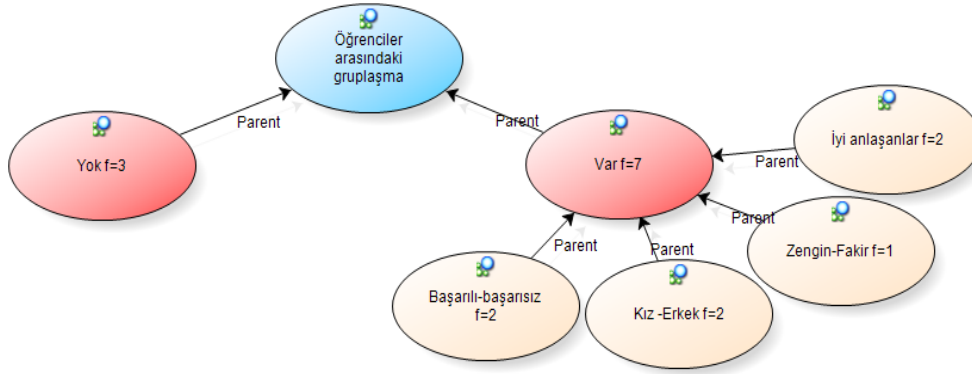 Öğrenciler
arasındaki
gruplaşma
Parent
Parent
Yok f=3
Var f=7
İyi anlaşanlar f=2
Parent
Parent
Zengin-Fakir f=1
Parent
Parent
Başarılı-başarısız
f=2
Kız -Erkek f=2